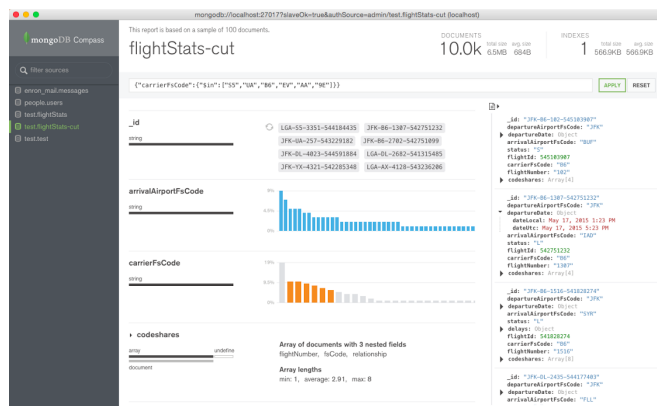 mongodb://localhost:27017?slaveOk=true&authSource=admin/test.flightStats-cut (localhost)
mongoDB Compass
filter sources
enron_mail.messages
people.users
test.flightStats
test.flightStats-cut
test.test
This report is based on a sample of 100 documents.
flightStats-cut
DOCUMENTS
10.0k total size 6.5MB avg. size 684B
INDEXES
1 total size 566.9KB avg. size 566.9KB
{"carrierFsCode":{"$in":["S5","UA","B6","EV","AA","9E"]}}
APPLY RESET
_id
string
LGA-S5-3351-544184435 JFK-B6-1307-542751232
JFK-UA-257-543229182 JFK-B6-2702-542751099
JFK-DL-4023-544591884 LGA-DL-2682-541315485
JFK-YX-4321-542285348 LGA-AX-4128-543236206
arrivalAirportFsCode
string
carrierFsCode
string
codeshares
array undefine
document
Array of documents with 3 nested fields
flightNumber, fsCode, relationship
Array lengths
min: 1, average: 2.91, max: 8
_id: "JFK-B6-102-545103907"
departureAirportFsCode: "JFK"
departureDate: Object
arrivalAirportFsCode: "BUF"
status: "S"
flightId: 545103907
carrierFsCode: "B6"
flightNumber: "102"
codeshares: Array[4]
_id: "JFK-B6-1307-542751232"
departureAirportFsCode: "JFK"
departureDate: Object
dateLocal: May 17, 2015 1:23 PM
dateUtc: May 17, 2015 5:23 PM
arrivalAirportFsCode: "IAD"
status: "L"
flightId: 542751232
carrierFsCode: "B6"
flightNumber: "1307"
codeshares: Array[4]
_id: "JFK-B6-1516-541828274"
departureAirportFsCode: "JFK"
departureDate: Object
arrivalAirportFsCode: "SYR"
status: "L"
delays: Object
flightId: 541828274
carrierFsCode: "B6"
flightNumber: "1516"
codeshares: Array[8]
_id: "JFK-DL-2435-544177403"
departureAirportFsCode: "JFK"
departureDate: Object
arrivalAirportFsCode: "FLL"